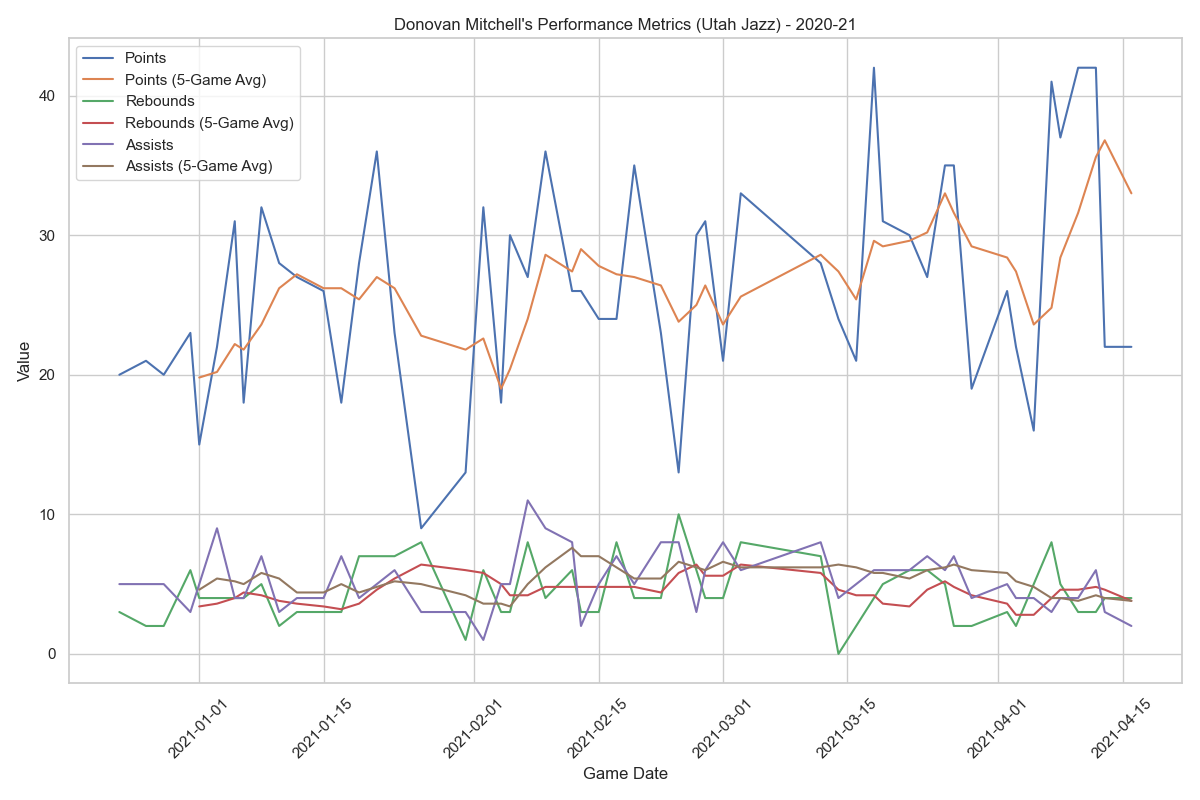 Donovan Mitchell's Performance Metrics (Utah Jazz) - 2020-21
Points
Points (5-Game Avg)
Rebounds
Rebounds (5-Game Avg)
Assists
Assists (5-Game Avg)
Value
40
30
20
10
0
2021-01-01
2021-01-15
2021-02-01
2021-02-15
2021-03-01
2021-03-15
2021-04-01
2021-04-15
Game Date